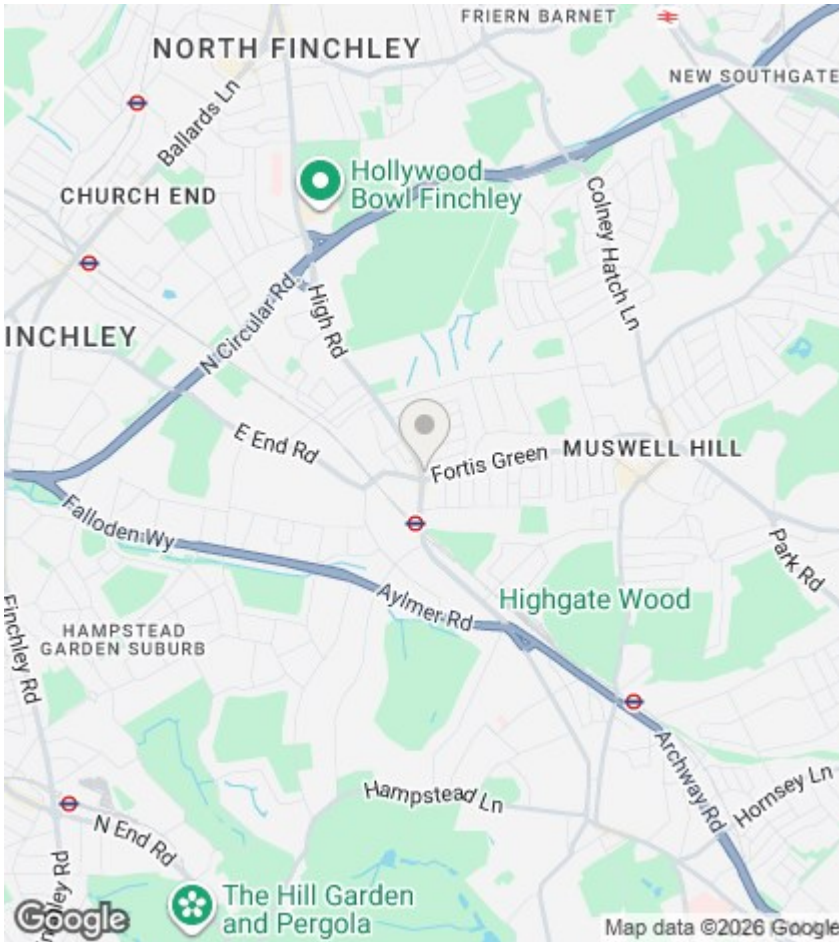 FRIERN BARNET
NORTH FINCHLEY
NEW SOUTHGATE
Ballards Ln
Hollywood
Bowl Finchley
CHURCH END
Colney Hatch Ln
N Circular Rd
High Rd
INCHLEY
E End Rd
Fortis Green
MUSWELL HILL
Falloden Wy
Park Rd
Aylmer Rd
Highgate Wood
Finchley Rd
HAMPSTEAD
GARDEN SUBURB
Archway Rd
Hampstead Ln
Hornsey Ln
N End Rd
nchley Rd
The Hill Garden
and Pergola
Google
Map data ©2026 Google